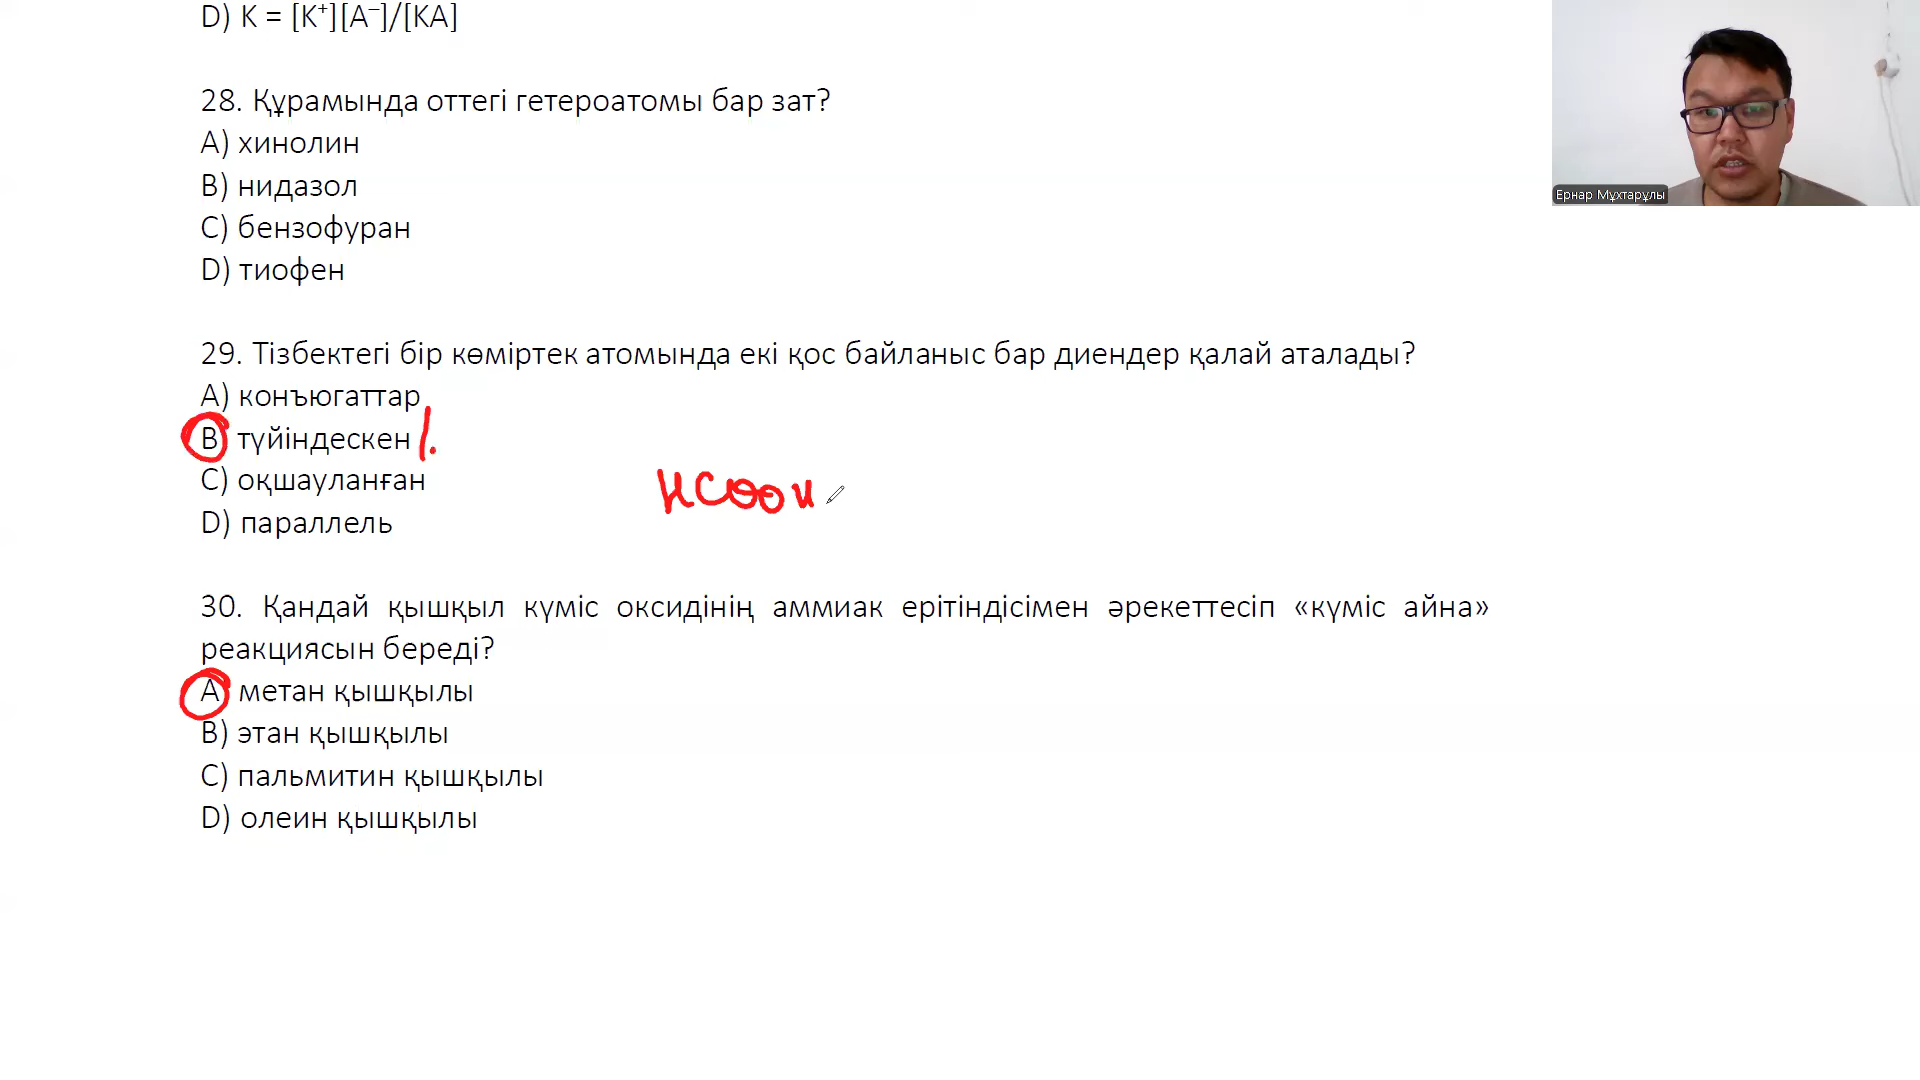 D) K = [K⁺][A⁻]/[KA]
28. Құрамында оттегі гетероатомы бар зат?
A) хинолин
B) нидазол
C) бензофуран
D) тиофен
Ернар Мұхтарұлы
29. Тізбектегі бір көміртек атомында екі қос байланыс бар диендер қалай аталады?
A) конъюгаттар
B түйіндескен
C) оқшауланған
D) параллель
HCOOH
30. Қандай қышқыл күміс оксидінің аммиак ерітіндісімен әрекеттесіп «күміс айна»
реакциясын береді?
A метан қышқылы
B) этан қышқылы
C) пальмитин қышқылы
D) олеин қышқылы